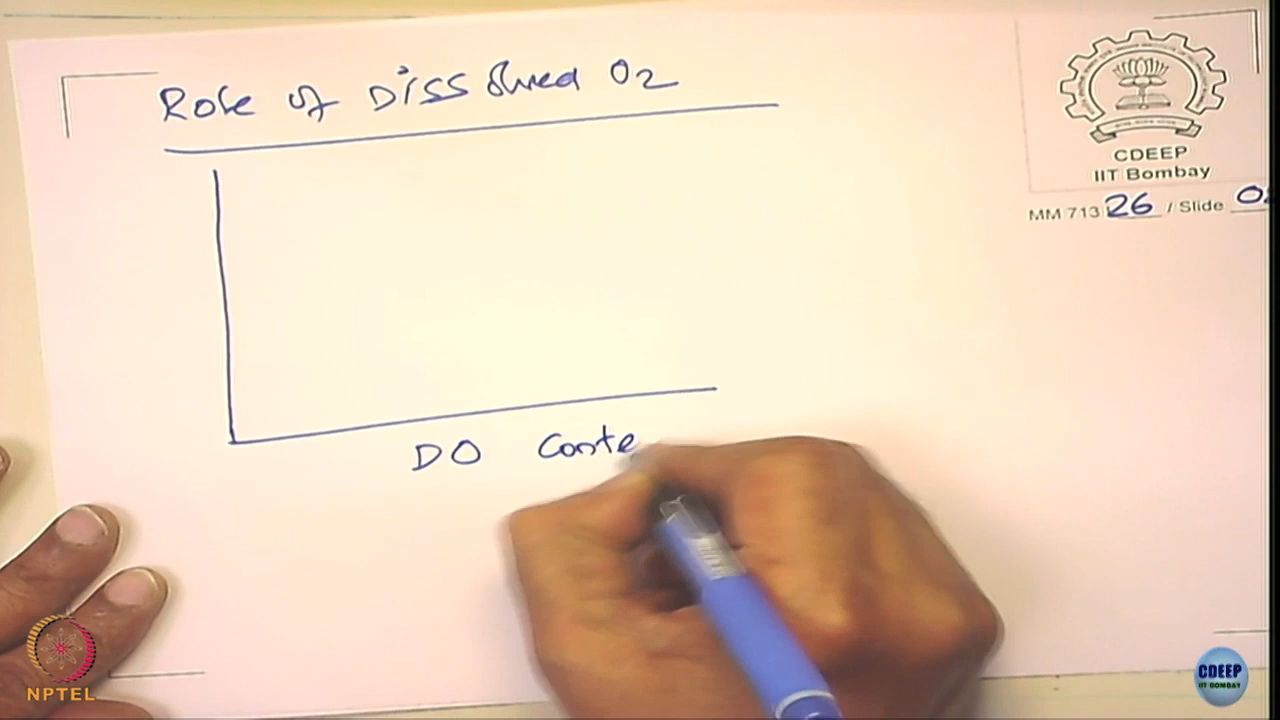 Role of Dissolved O2
CDEEP
IIT Bombay
MM 713 26 / Slide
DO Conte
NPTEL
CDEEP
IIT BOMBAY